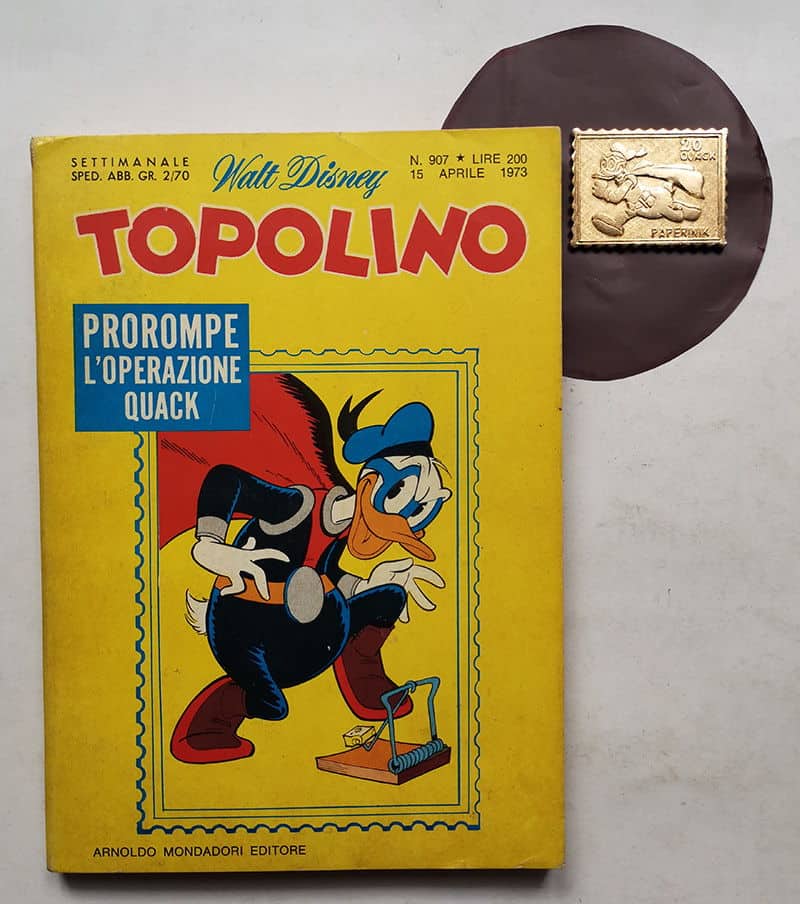 SETTIMANALE
SPED. ABB. GR. 2/70
Walt Disney
N. 907 ★ LIRE 200
15 APRILE 1973
TOPOLINO
PROROMPE
L'OPERAZIONE
QUACK
ARNOLDO MONDADORI EDITORE
20
QUACK
PAPERINIK